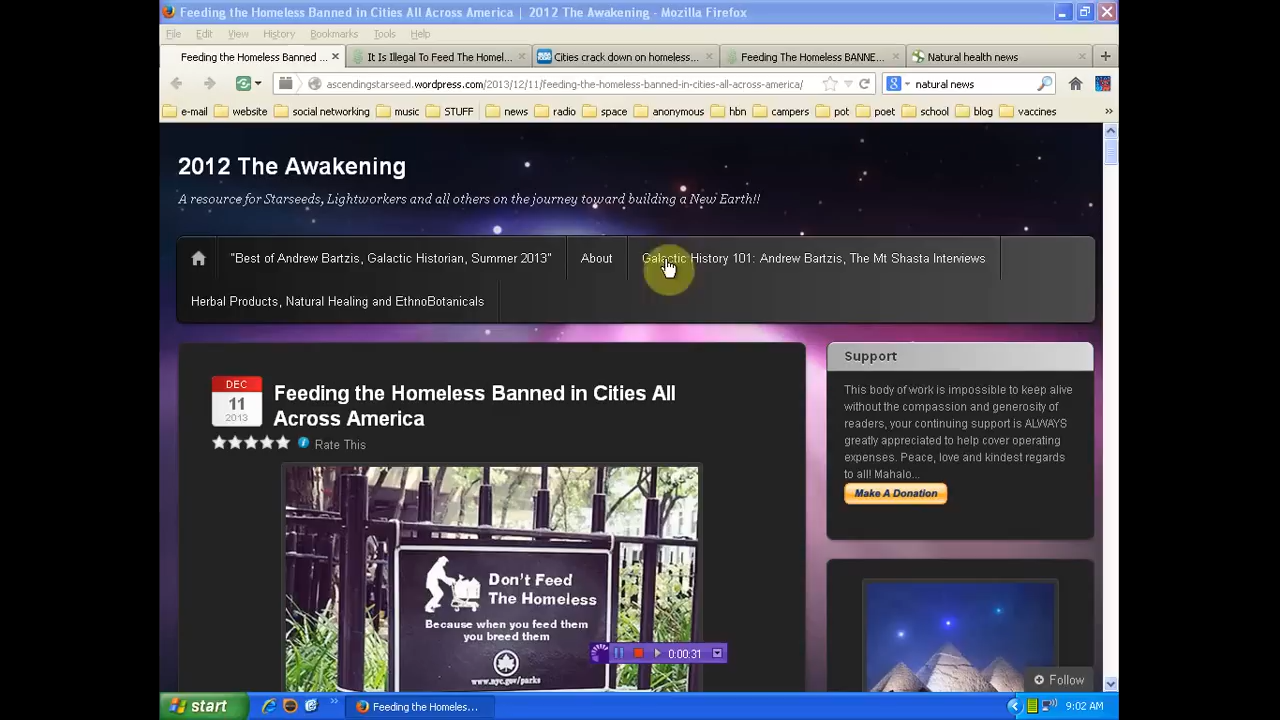 Feeding the Homeless Banned in Cities All Across America | 2012 The Awakening - Mozilla Firefox
File Edit View History Bookmarks Tools Help
Feeding the Homeless Banned ... It Is Illegal To Feed The Homel... Cities crack down on homeless... Feeding The Homeless BANNE... Natural health news
ascendingstarseed.wordpress.com/2013/12/11/feeding-the-homeless-banned-in-cities-all-across-america/ natural news
e-mail website social networking music STUFF news radio space anonymous hbn campers pot poet school blog vaccines
2012 The Awakening
A resource for Starseeds, Lightworkers and all others on the journey toward building a New Earth!!
"Best of Andrew Bartzis, Galactic Historian, Summer 2013" About Galactic History 101: Andrew Bartzis, The Mt Shasta Interviews
Herbal Products, Natural Healing and EthnoBotanicals
DEC
11
2013
Feeding the Homeless Banned in Cities All
Across America
Rate This
Don't Feed
The Homeless
Because when you feed them
you breed them
www.nyc.gov/parks
0:00:31
Support
This body of work is impossible to keep alive
without the compassion and generosity of
readers, your continuing support is ALWAYS
greatly appreciated to help cover operating
expenses. Peace, love and kindest regards
to all! Mahalo...
Make A Donation
Follow
start Feeding the Homeles... 9:02 AM